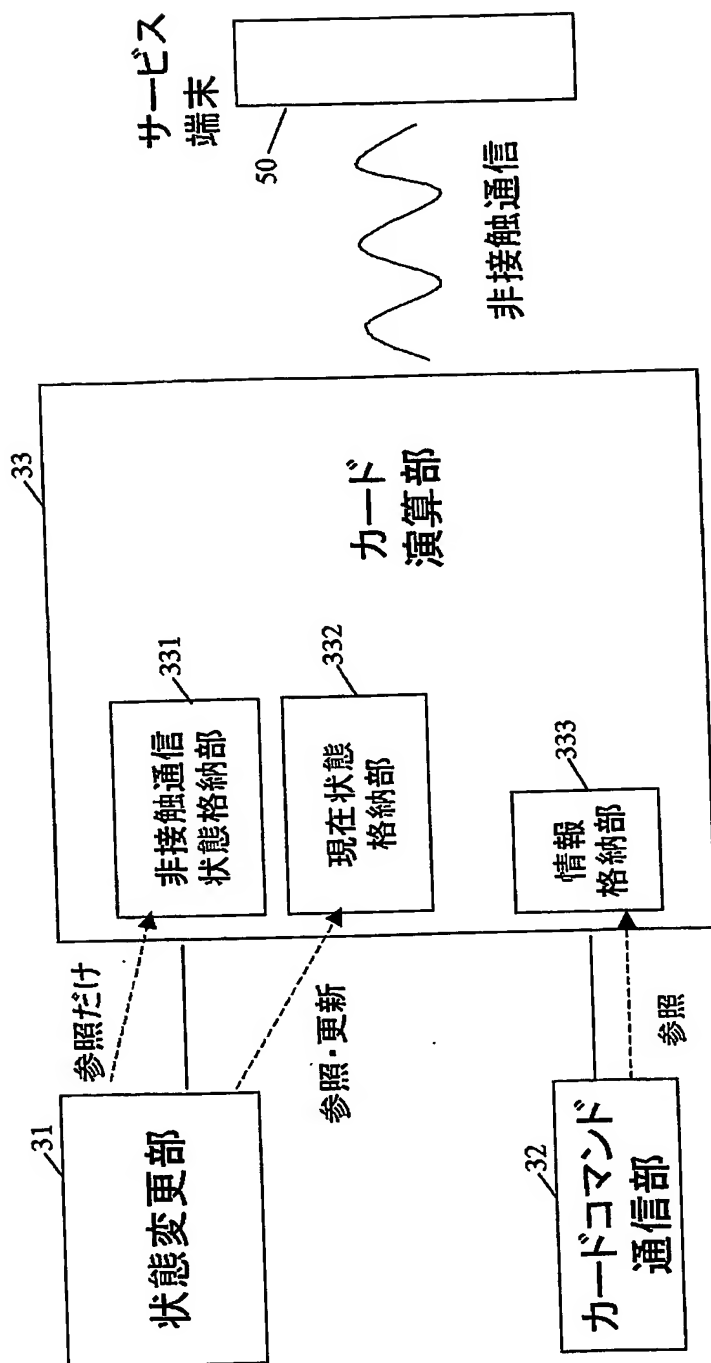 31
状態変更部
参照だけ
参照・更新
32
カードコマンド
通信部
参照
33
331
非接触通信
状態格納部
332
現在状態
格納部
333
情報
格納部
カード
演算部
非接触通信
50
サービス
端末